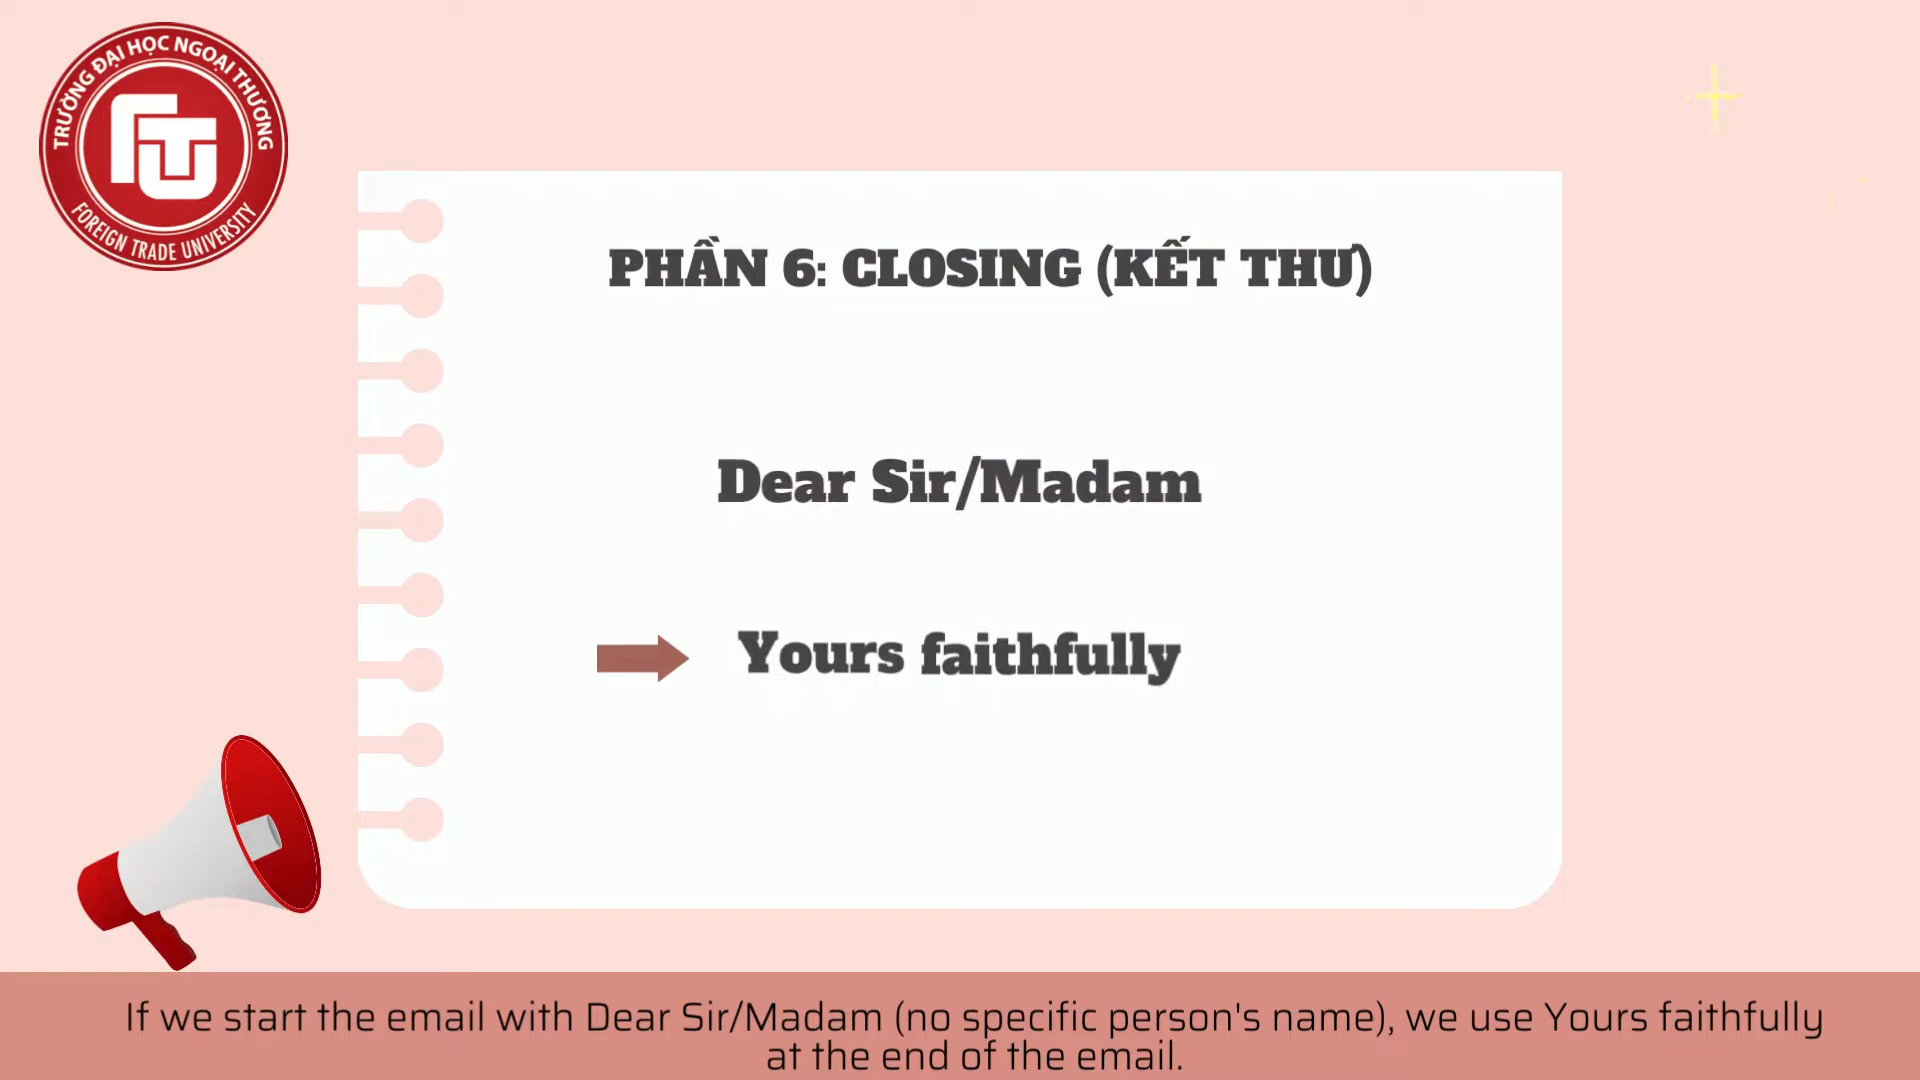 TRƯỜNG ĐẠI HỌC NGOẠI THƯƠNG
FTU
FOREIGN TRADE UNIVERSITY
PHẦN 6: CLOSING (KẾT THƯ)
Dear Sir/Madam
Yours faithfully
If we start the email with Dear Sir/Madam (no specific person's name), we use Yours faithfully
at the end of the email.